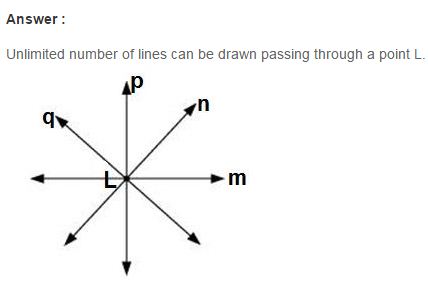 Answer :
Unlimited number of lines can be drawn passing through a point L.
p
n
q
L
m